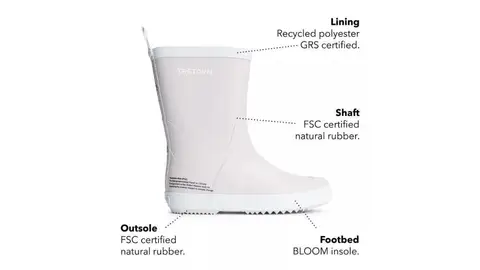 Lining
Recycled polyester
GRS certified.
Shaft
FSC certified
natural rubber.
Outsole
FSC certified
natural rubber.
Footbed
BLOOM insole.